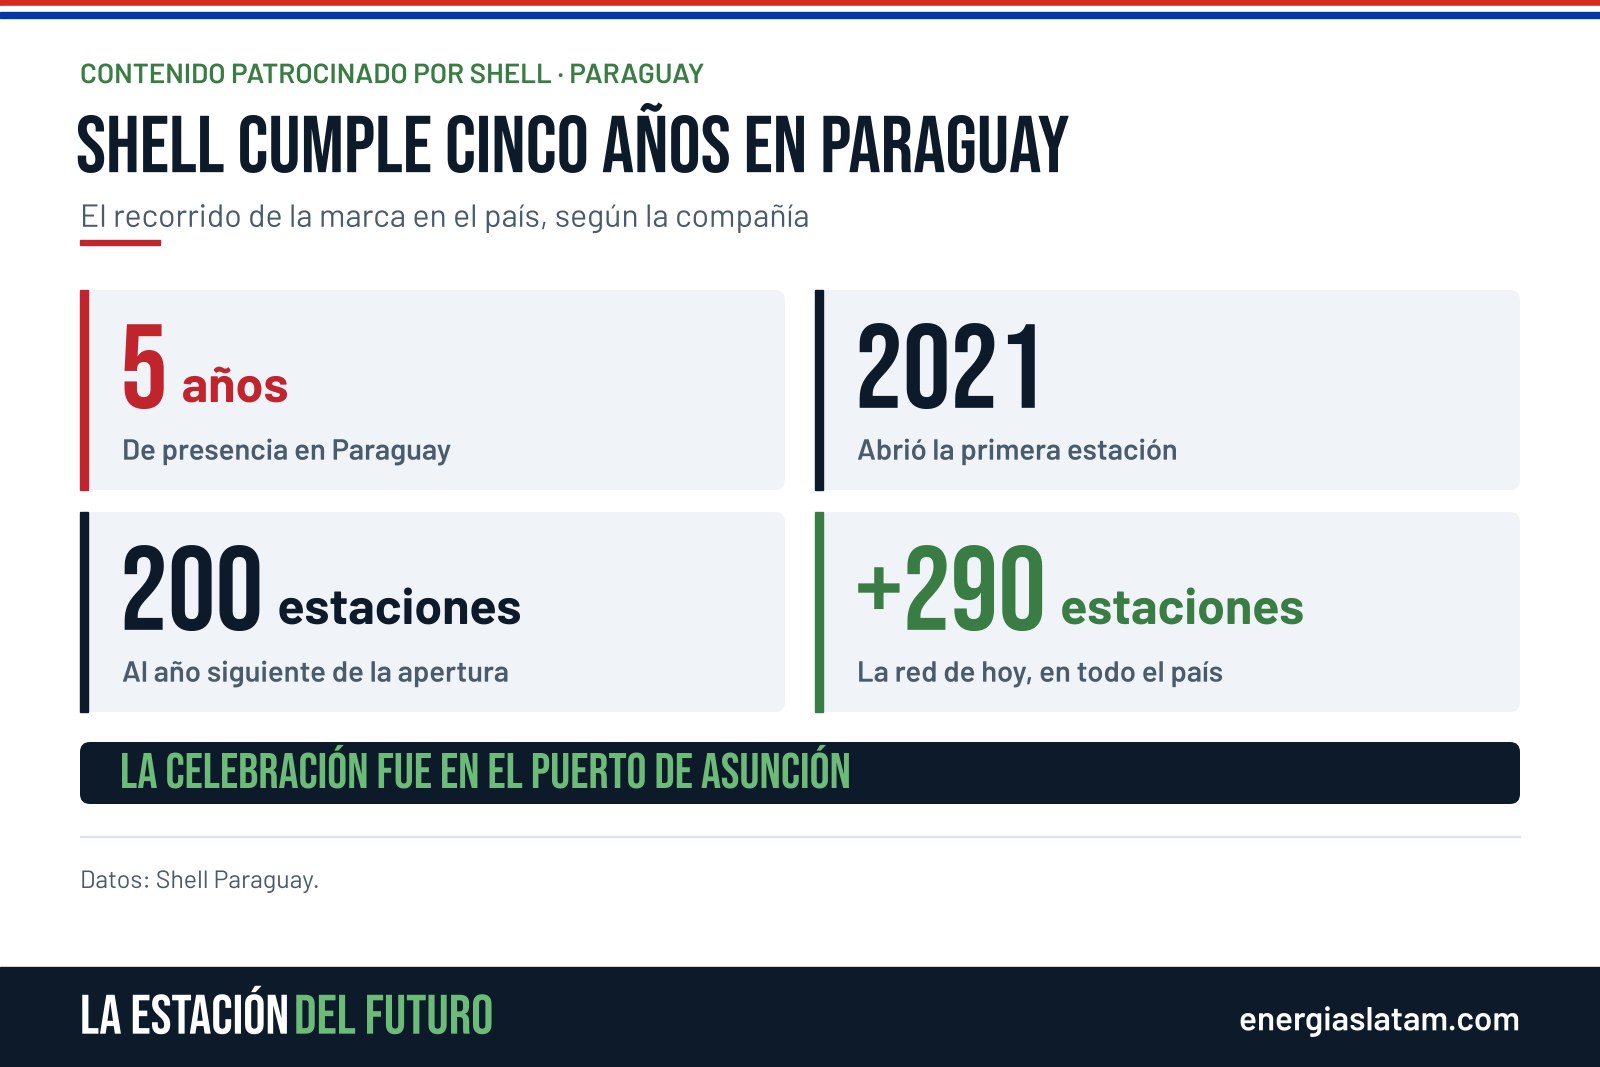 CONTENIDO PATROCINADO POR SHELL · PARAGUAY
SHELL CUMPLE CINCO AÑOS EN PARAGUAY
El recorrido de la marca en el país, según la compañía
5 años
De presencia en Paraguay
2021
Abrió la primera estación
200 estaciones
Al año siguiente de la apertura
+290 estaciones
La red de hoy, en todo el país
LA CELEBRACIÓN FUE EN EL PUERTO DE ASUNCIÓN
Datos: Shell Paraguay.
LA ESTACIÓN DEL FUTURO
energiaslatam.com